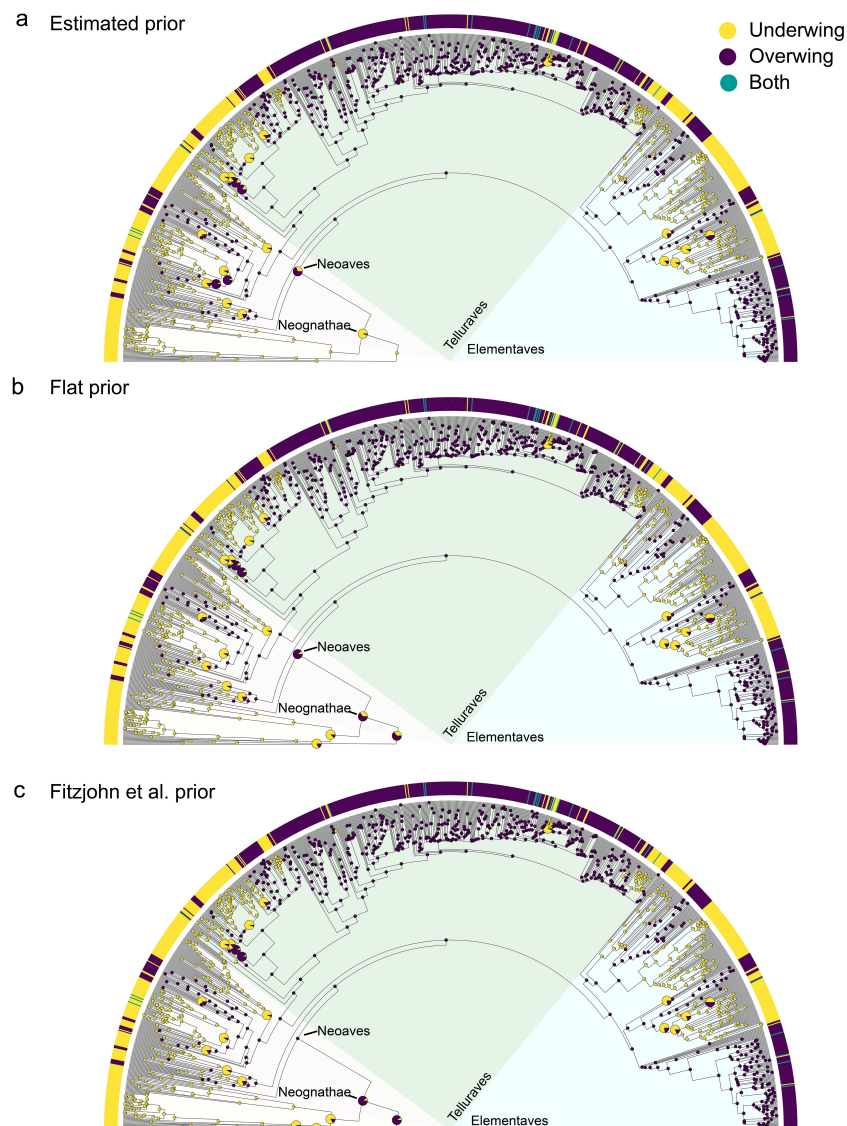 a Estimated prior
Underwing
Overwing
Both
Neoaves
Neognathae
Telluraves
Elementaves
b Flat prior
Neoaves
Neognathae
Telluraves
Elementaves
c Fitzjohn et al. prior
Neoaves
Neognathae
Telluraves
Elementaves